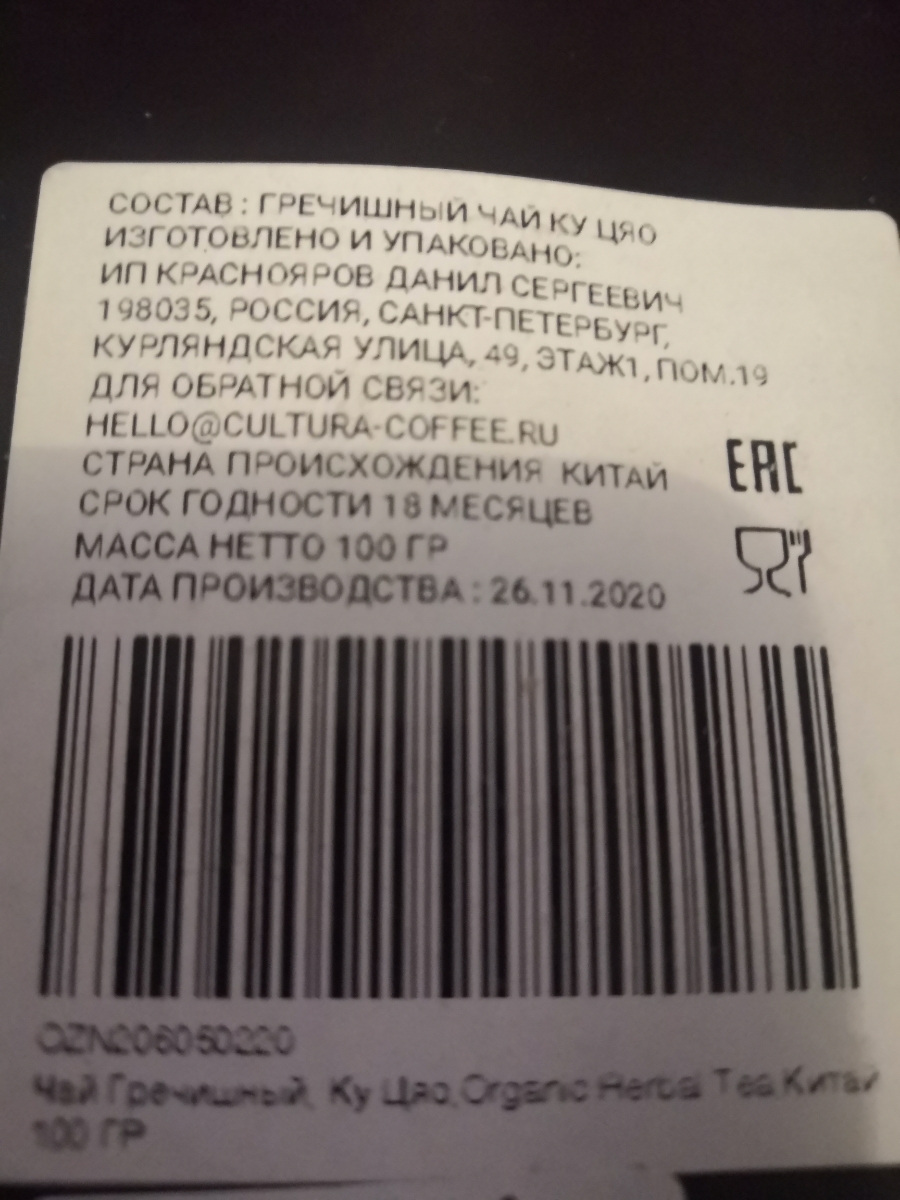 СОСТАВ : ГРЕЧИШНЫЙ ЧАЙ КУ ЦЯО
ИЗГОТОВЛЕНО И УПАКОВАНО:
ИП КРАСНОЯРОВ ДАНИЛ СЕРГЕЕВИЧ
198035, РОССИЯ, САНКТ-ПЕТЕРБУРГ,
КУРЛЯНДСКАЯ УЛИЦА, 49, ЭТАЖ1, ПОМ.19
ДЛЯ ОБРАТНОЙ СВЯЗИ:
HELLO@CULTURA-COFFEE.RU
СТРАНА ПРОИСХОЖДЕНИЯ КИТАЙ
EAC
СРОК ГОДНОСТИ 18 МЕСЯЦЕВ
МАССА НЕТТО 100 ГР
ДАТА ПРОИЗВОДСТВА : 26.11.2020
OZN206050220
Чай Гречишный, Ку Цяо, Organic Herbal Tea, Китай
100 ГР